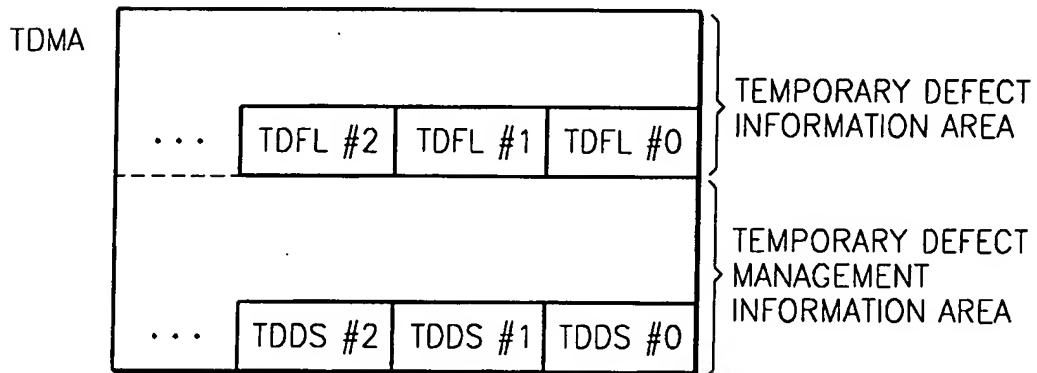 TDMA
TEMPORARY DEFECT
INFORMATION AREA
... TDFL #2 TDFL #1 TDFL #0
TEMPORARY DEFECT
MANAGEMENT
INFORMATION AREA
... TDDS #2 TDDS #1 TDDS #0